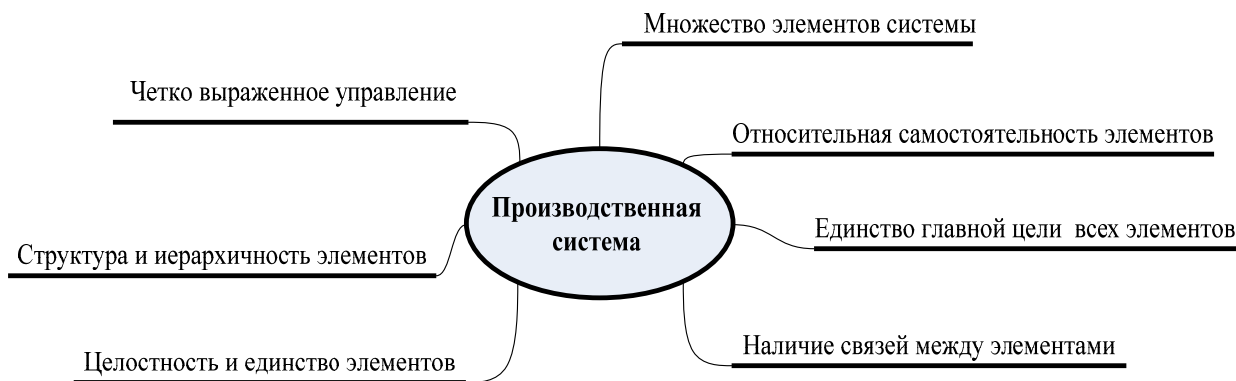 Множество элементов системы
Четко выраженное управление
Относительная самостоятельность элементов
Производственная
система
Единство главной цели всех элементов
Структура и иерархичность элементов
Наличие связей между элементами
Целостность и единство элементов